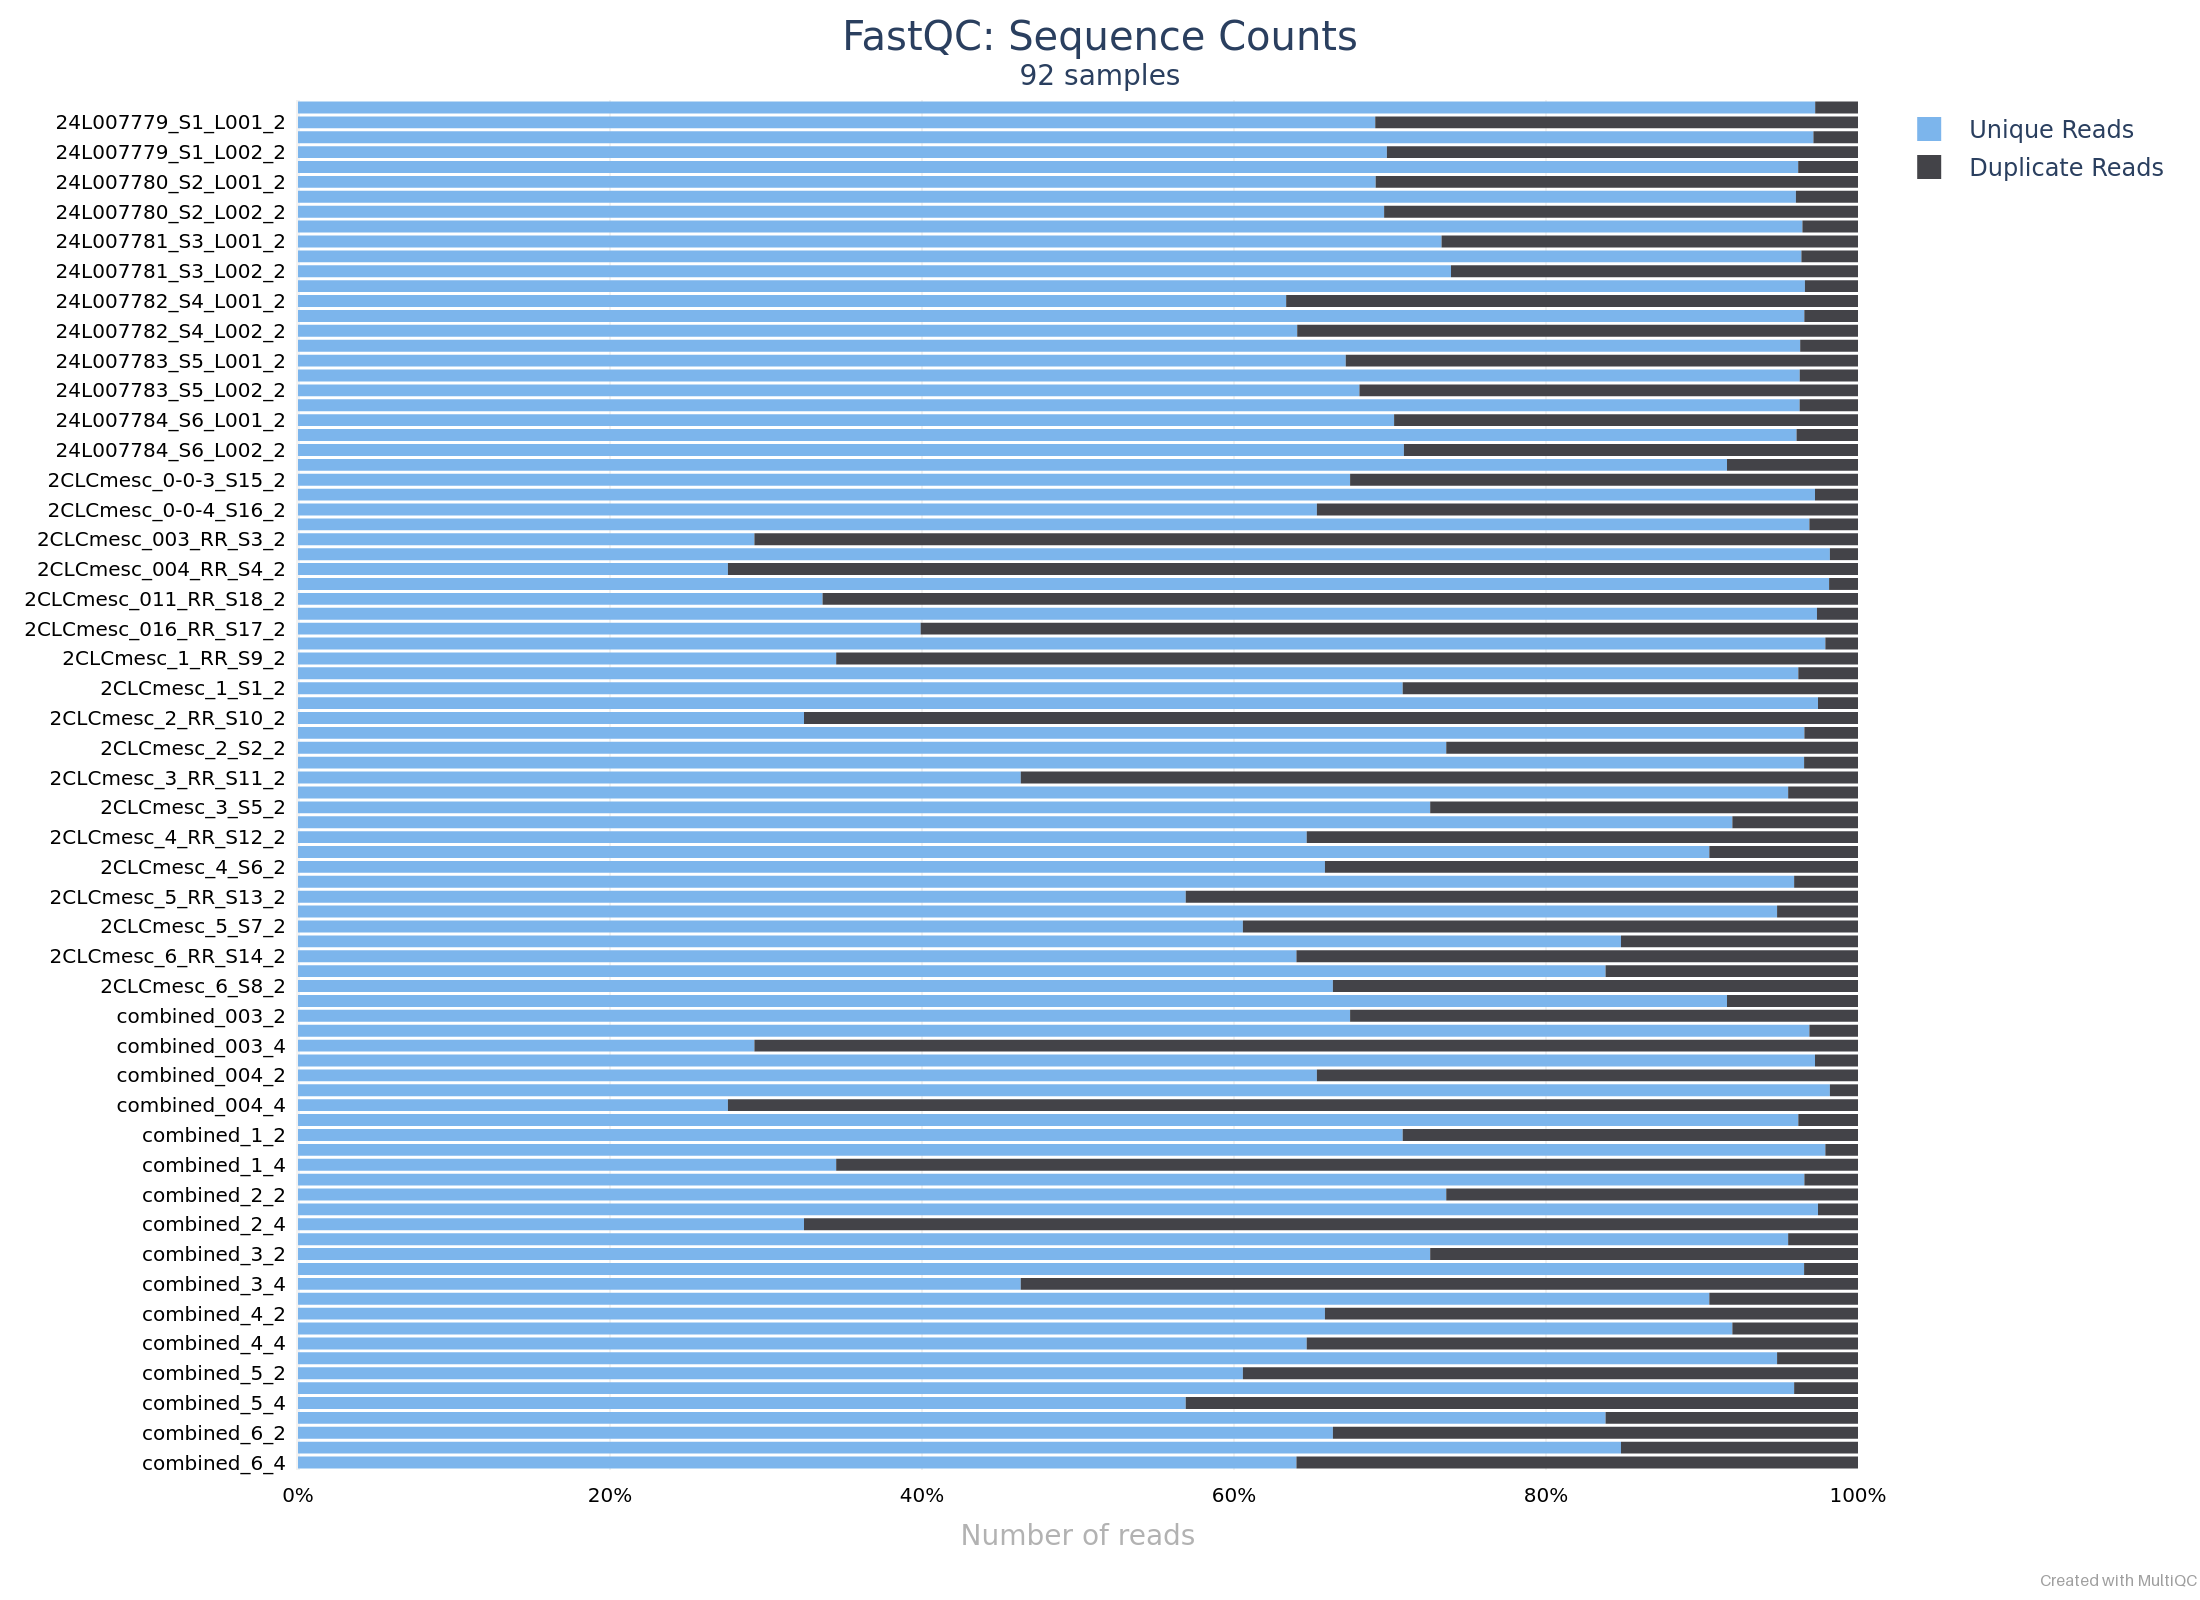 FastQC: Sequence Counts
92 samples
24L007779_S1_L001_2
24L007779_S1_L002_2
24L007780_S2_L001_2
24L007780_S2_L002_2
24L007781_S3_L001_2
24L007781_S3_L002_2
24L007782_S4_L001_2
24L007782_S4_L002_2
24L007783_S5_L001_2
24L007783_S5_L002_2
24L007784_S6_L001_2
24L007784_S6_L002_2
2CLCmesc_0-0-3_S15_2
2CLCmesc_0-0-4_S16_2
2CLCmesc_003_RR_S3_2
2CLCmesc_004_RR_S4_2
2CLCmesc_011_RR_S18_2
2CLCmesc_016_RR_S17_2
2CLCmesc_1_RR_S9_2
2CLCmesc_1_S1_2
2CLCmesc_2_RR_S10_2
2CLCmesc_2_S2_2
2CLCmesc_3_RR_S11_2
2CLCmesc_3_S5_2
2CLCmesc_4_RR_S12_2
2CLCmesc_4_S6_2
2CLCmesc_5_RR_S13_2
2CLCmesc_5_S7_2
2CLCmesc_6_RR_S14_2
2CLCmesc_6_S8_2
combined_003_2
combined_003_4
combined_004_2
combined_004_4
combined_1_2
combined_1_4
combined_2_2
combined_2_4
combined_3_2
combined_3_4
combined_4_2
combined_4_4
combined_5_2
combined_5_4
combined_6_2
combined_6_4
0% 20% 40% 60% 80% 100%
Number of reads
Unique Reads
Duplicate Reads
Created with MultiQC